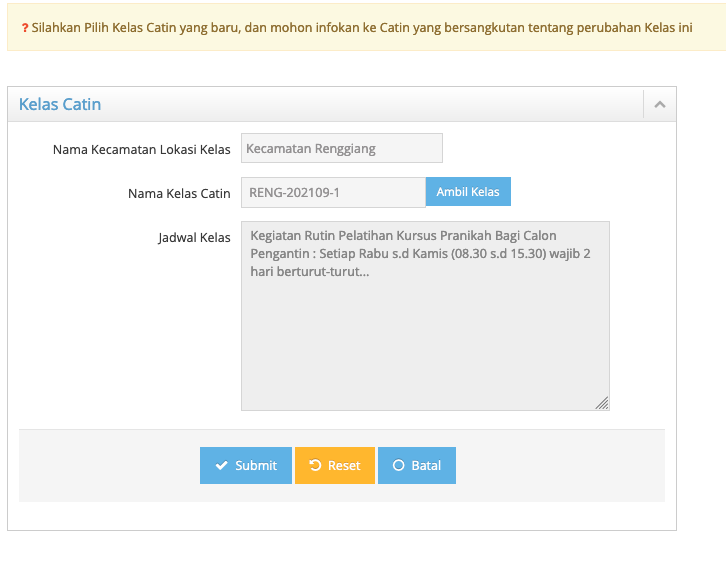 ? Silahkan Pilih Kelas Catin yang baru, dan mohon infokan ke Catin yang bersangkutan tentang perubahan Kelas ini
Kelas Catin
Nama Kecamatan Lokasi Kelas Kecamatan Renggiang
Nama Kelas Catin RENG-202109-1 Ambil Kelas
Jadwal Kelas Kegiatan Rutin Pelatihan Kursus Pranikah Bagi Calon
Pengantin : Setiap Rabu s.d Kamis (08.30 s.d 15.30) wajib 2
hari berturut-turut...
Submit Reset Batal